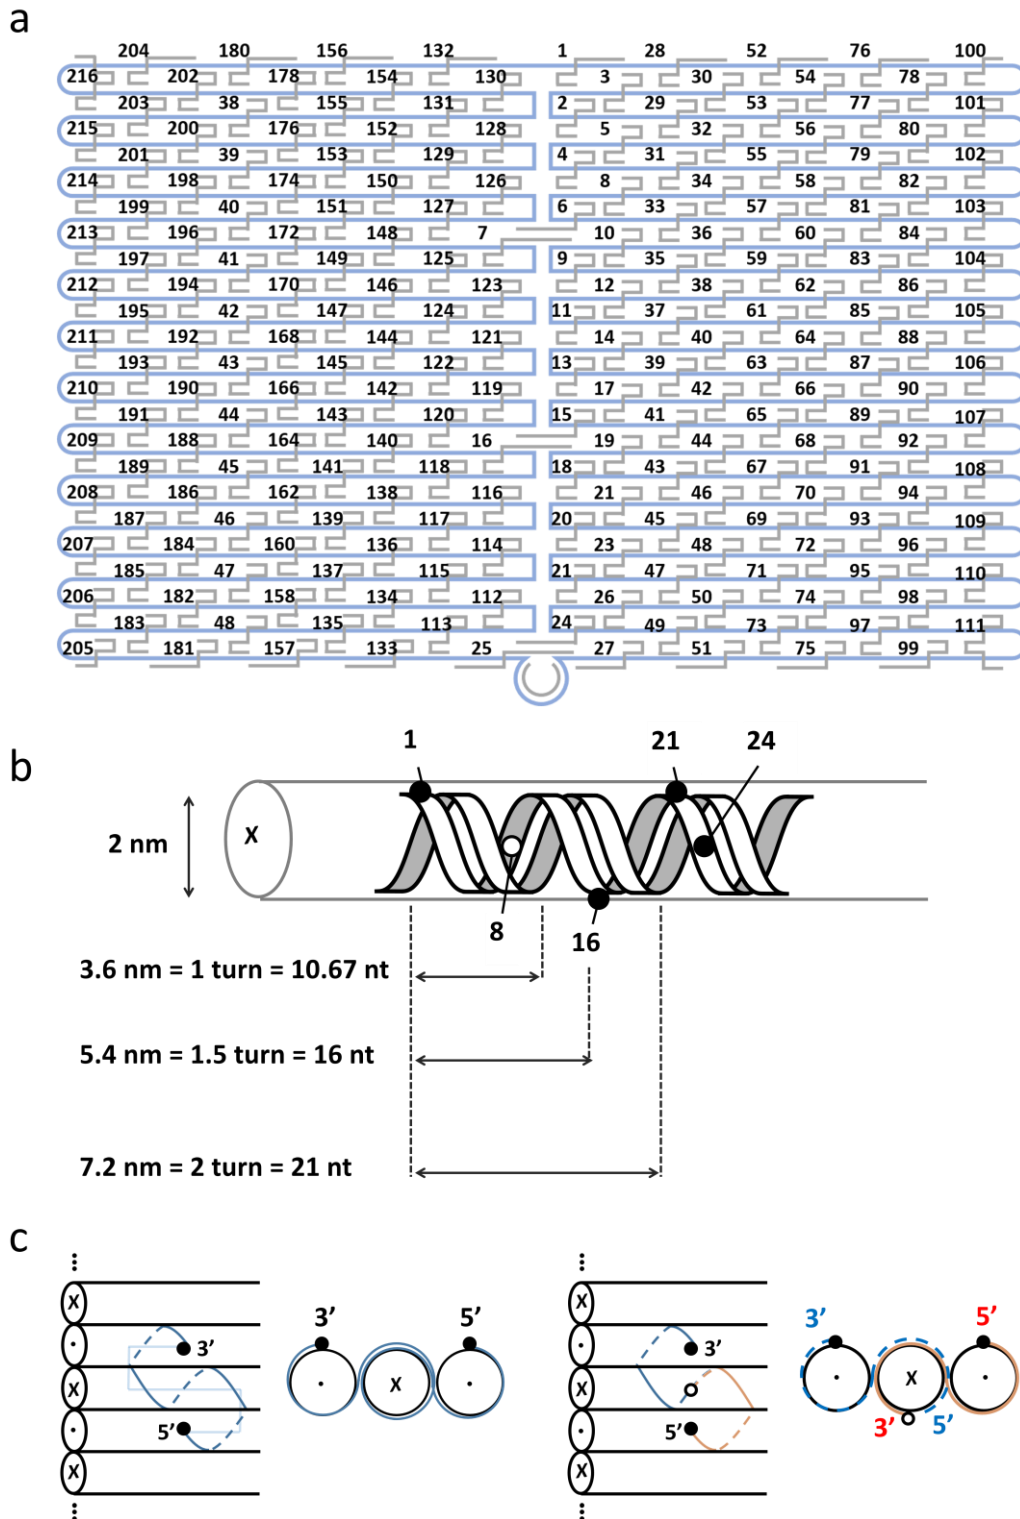 a
204 180 156 132 1 28 52 76 100
216 202 178 154 130 3 30 54 78
203 38 155 131 2 29 53 77 101
215 200 176 152 128 5 32 56 80
201 39 153 129 4 31 55 79 102
214 198 174 150 126 8 34 58 82
199 40 151 127 6 33 57 81 103
213 196 172 148 7 10 36 60 84
197 41 149 125 9 35 59 83 104
212 194 170 146 123 12 38 62 86
195 42 147 124 11 37 61 85 105
211 192 168 144 121 14 40 64 88
193 43 145 122 13 39 63 87 106
210 190 166 142 119 17 42 66 90
191 44 143 120 15 41 65 89 107
209 188 164 140 16 19 44 68 92
189 45 141 118 18 43 67 91 108
208 186 162 138 116 21 46 70 94
187 46 139 117 20 45 69 93 109
207 184 160 136 114 23 48 72 96
185 47 137 115 21 47 71 95 110
206 182 158 134 112 26 50 74 98
183 48 135 113 24 49 73 97 111
205 181 157 133 25 27 51 75 99
b
1 21 24
X
2 nm
8
16
3.6 nm = 1 turn = 10.67 nt
5.4 nm = 1.5 turn = 16 nt
7.2 nm = 2 turn = 21 nt
c
X
X
X
3’
5’
3’ 5’
X
X
X
X
3’
5’
3’ 5’
X
3’ 5’